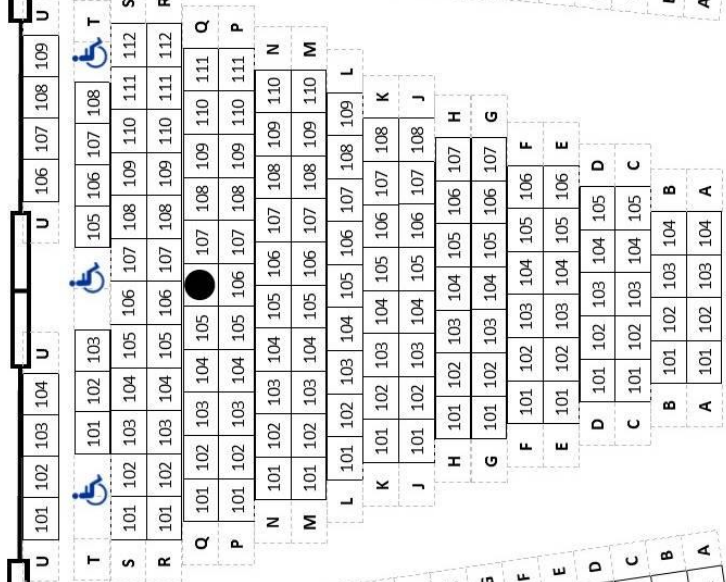 U 101 102 103 104 U U 106 107 108 109 U
T 101 102 103 105 106 107 108 T
S 101 102 103 104 105 106 107 108 109 110 111 112 S
R 101 102 103 104 105 106 107 108 109 110 111 112 R
Q 101 102 103 104 105 107 108 109 110 111 Q
P 101 102 103 104 105 106 107 108 109 110 111 P
N 101 102 103 104 105 106 107 108 109 110 N
M 101 102 103 104 105 106 107 108 109 110 M
L 101 102 103 104 105 106 107 108 109 L
K 101 102 103 104 105 106 107 108 K
J 101 102 103 104 105 106 107 108 J
H 101 102 103 104 105 106 107 H
G 101 102 103 104 105 106 107 G
F 101 102 103 104 105 106 F
E 101 102 103 104 105 106 E
D 101 102 103 104 105 D
C 101 102 103 104 105 C
B 101 102 103 104 B
A 101 102 103 104 A
F
E
D
C
B
A
A